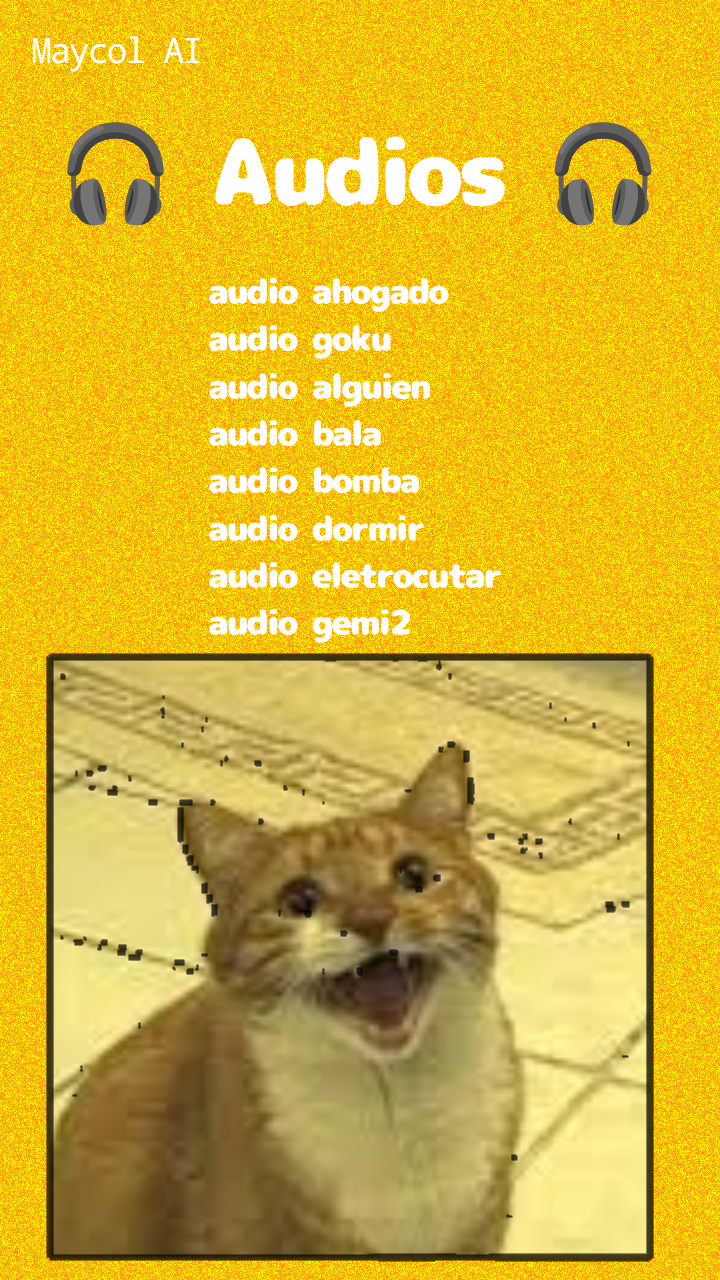 Maycol AI
Audios
audio ahogado
audio goku
audio alguien
audio bala
audio bomba
audio dormir
audio eletrocutar
audio gemi2